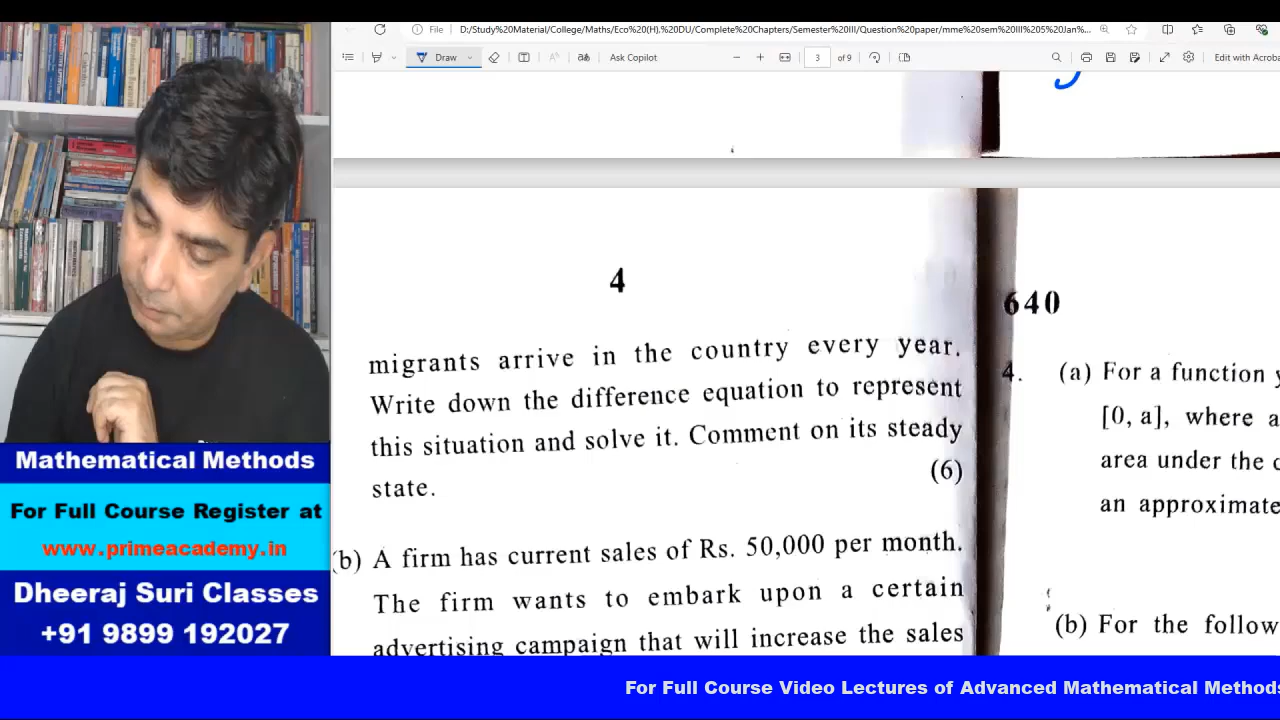 File
D:/Study%20Material/College/Maths/Eco%20(H).%20DU/Complete%20Chapters/Semester%20III/Question%20paper/mme%20sem%20III%205%20Jan%...
Draw
Ask Copilot
3
of 9
Edit with Acroba
4
migrants arrive in the country every year.
Write down the difference equation to represent
this situation and solve it. Comment on its steady
state.
(6)
(b) A firm has current sales of Rs. 50,000 per month.
The firm wants to embark upon a certain
advertising campaign that will increase the sales
640
4. (a) For a function y
[0, a], where a
area under the c
an approximate
(b) For the follow
Mathematical Methods
For Full Course Register at
www.primeacademy.in
Dheeraj Suri Classes
+91 9899 192027
For Full Course Video Lectures of Advanced Mathematical Methods